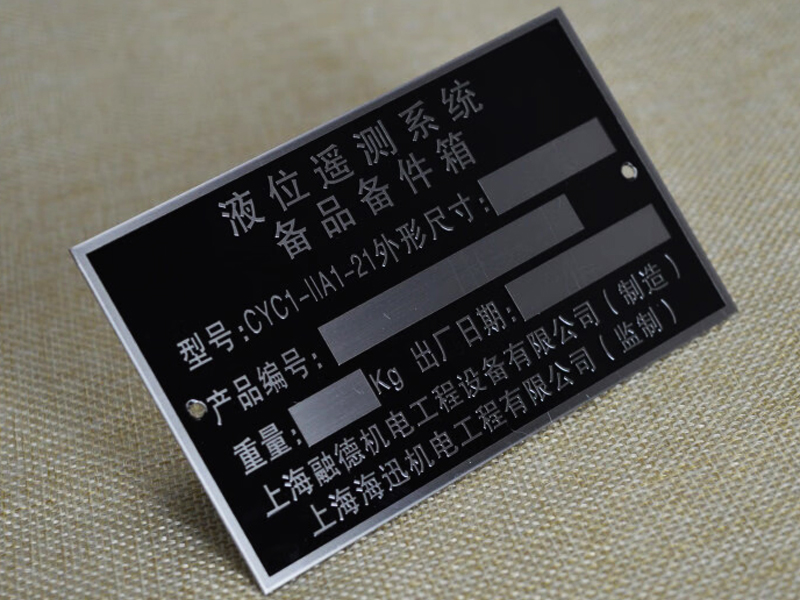 液位遥测系统
备品备件箱
型号:CYC1-IIA1-21外形尺寸:
产品编号:
重量: Kg 出厂日期:
上海融德机电工程设备有限公司（制造）
上海海迅机电工程有限公司（监制）